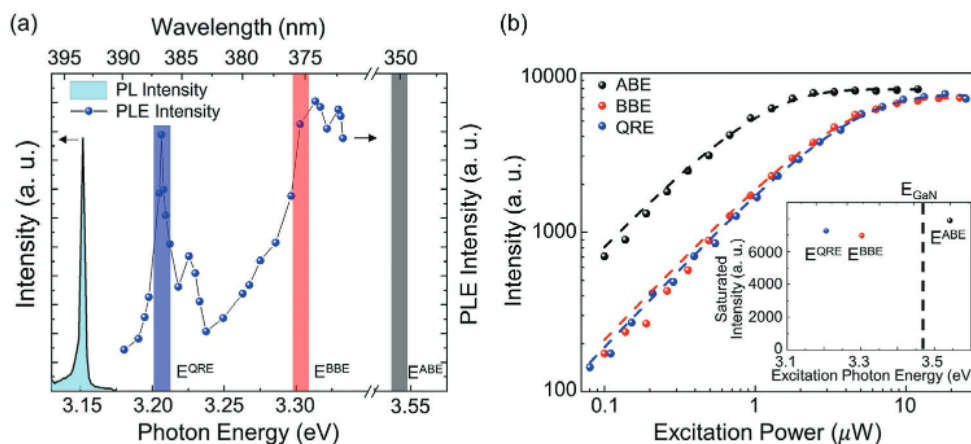 (a)
Wavelength (nm)
395 390 385 380 375 350
PL Intensity
PLE Intensity
Intensity (a. u.)
PLE Intensity (a. u.)
E^QRE E^BBE E^ABE
3.15 3.20 3.25 3.30 3.55
Photon Energy (eV)
(b)
10000
1000
100
Intensity (a. u.)
ABE
BBE
QRE
E_GaN
E^QRE E^BBE E^ABE
6000
4000
2000
0
Saturated
Intensity (a. u.)
3.1 3.3 3.5
Excitation Photon Energy (eV
0.1 1 10
Excitation Power (μW)